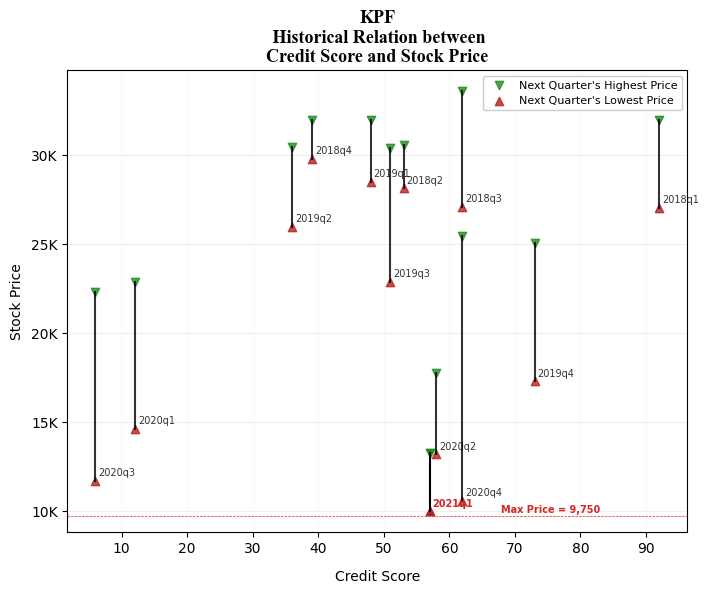 KPF
Historical Relation between
Credit Score and Stock Price
Next Quarter's Highest Price
Next Quarter's Lowest Price
Stock Price
30K
25K
20K
15K
10K
2018q4
2019q1
2018q2
2018q3
2018q1
2019q2
2019q3
2019q4
2020q1
2020q2
2020q3
2020q4
2021q1
Max Price = 9,750
10 20 30 40 50 60 70 80 90
Credit Score